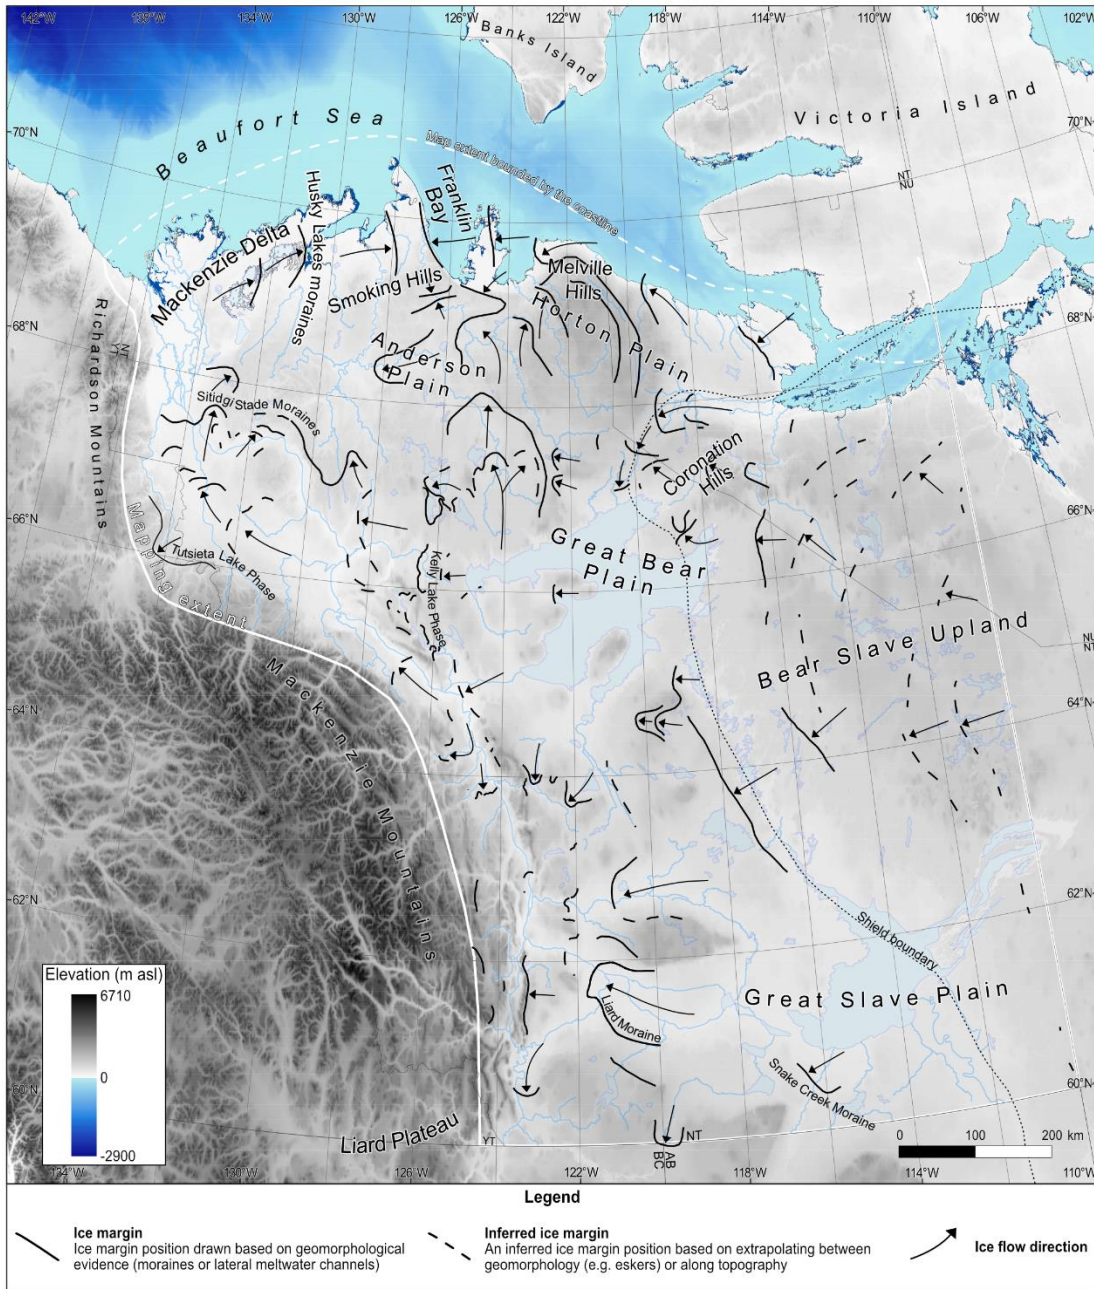 142°W 139°W 134°W 130°W 126°W 122°W 118°W 114°W 110°W 106°W 102°W
Banks Island
Victoria Island
70°N
70°N
Beaufort Sea
Map extent bounded by the coastline
NT
NU
Franklin
Bay
Husky Lakes moraines
Mackenzie Delta
Melville
Hills
Smoking Hills
Horton Plain
68°N
68°N
Richardson Mountains
NT
YT
Anderson
Plain
Sitidgi Stade Moraines
Coronation
Hills
66°N
66°N
Mapping extent
Tutsieta Lake Phase
Great Bear
Plain
Kelly Lake Phase
NU
NT
Bear Slave Upland
64°N
64°N
Mackenzie Mountains
62°N
62°N
Shield boundary
Elevation (m asl)
6710
0
-2900
Great Slave Plain
Liard Moraine
60°N
60°N
Snake Creek Moraine
Liard Plateau
YT
NT
AB
BC
0 100 200 km
134°W 130°W 122°W 118°W 110°W
Legend
Ice margin
Ice margin position drawn based on geomorphological
evidence (moraines or lateral meltwater channels)
Inferred ice margin
An inferred ice margin position based on extrapolating between
geomorphology (e.g. eskers) or along topography
Ice flow direction